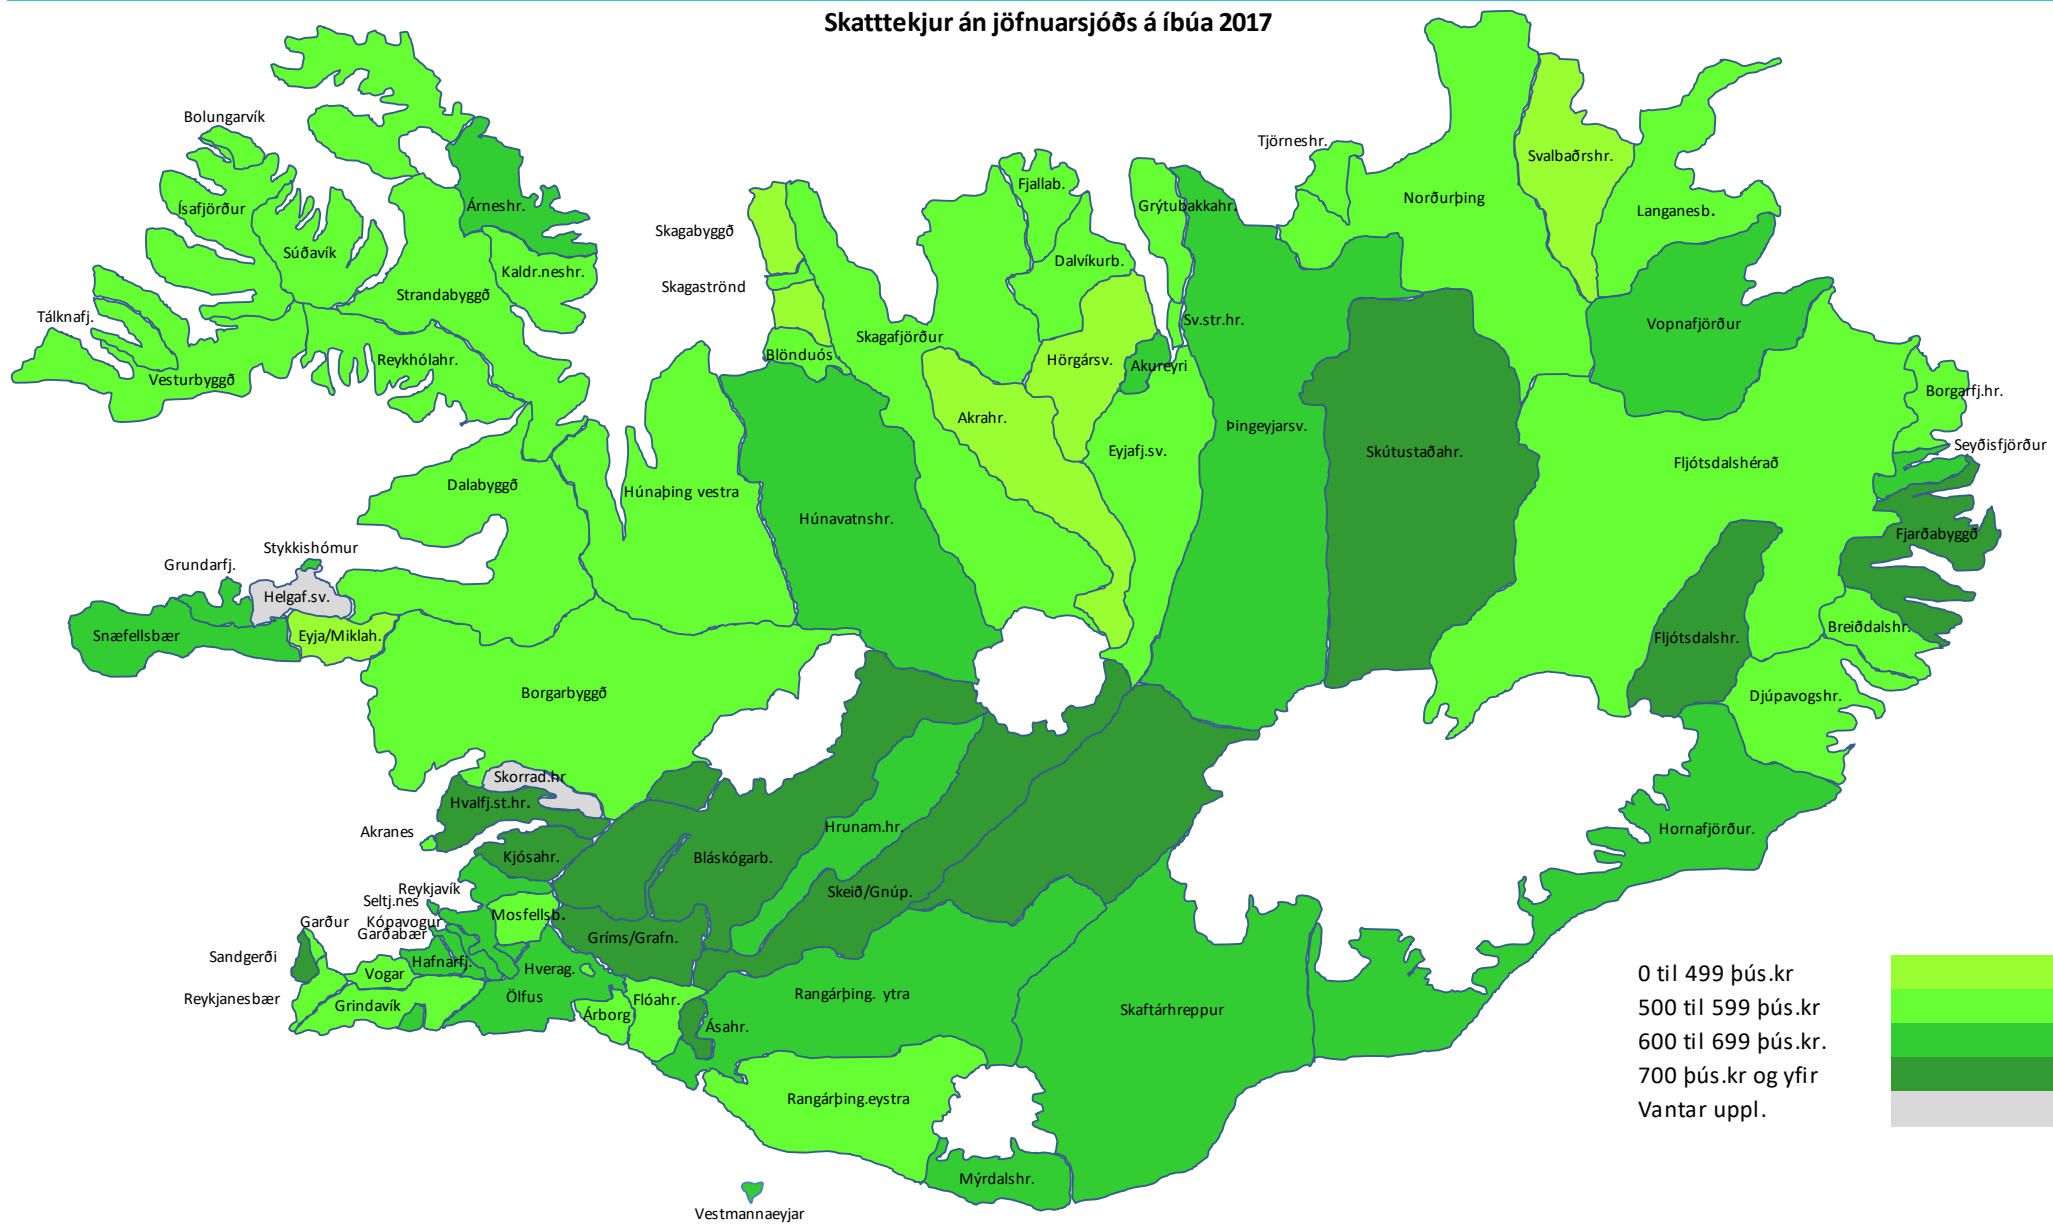 Skatttekjur án jöfnuarsjóðs á íbúa 2017
Bolungarvík
Ísafjörður
Súðavík
Árneshr.
Kaldr.neshr.
Strandabyggð
Tálknafj.
Vesturbyggð
Reykhólahr.
Skagabyggð
Skagaströnd
Blönduós
Skagafjörður
Fjallab.
Dalvíkurb.
Hörgársv.
Akrahr.
Grýtubakkahr.
Sv.str.hr.
Akureyri
Eyjafj.sv.
Þingeyjarsv.
Tjörneshr.
Norðurþing
Svalbaðrshr.
Langanesb.
Vopnafjörður
Skútustaðahr.
Fljótsdalshérað
Borgarfj.hr.
Seyðisfjörður
Fjarðabyggð
Fljótsdalshr.
Breiðdalshr.
Djúpavogshr.
Hornafjörður.
Dalabyggð
Húnaþing vestra
Húnavatnshr.
Stykkishómur
Grundarfj.
Helgaf.sv.
Snæfellsbær
Eyja/Miklah.
Borgarbyggð
Skorrad.hr
Hvalfj.st.hr.
Akranes
Kjósahr.
Bláskógarb.
Hrunam.hr.
Skeið/Gnúp.
Reykjavík
Seltj.nes
Mosfellsb.
Kópavogur
Garðabær
Garður
Gríms/Grafn.
Sandgerði
Vogar
Hafnarfj.
Hverag.
Reykjanesbær
Grindavík
Ölfus
Árborg
Flóahr.
Ásahr.
Rangárþing. ytra
Skaftárhreppur
Rangárþing.eystra
Mýrdalshr.
Vestmannaeyjar
0 til 499 þús.kr
500 til 599 þús.kr
600 til 699 þús.kr.
700 þús.kr og yfir
Vantar uppl.